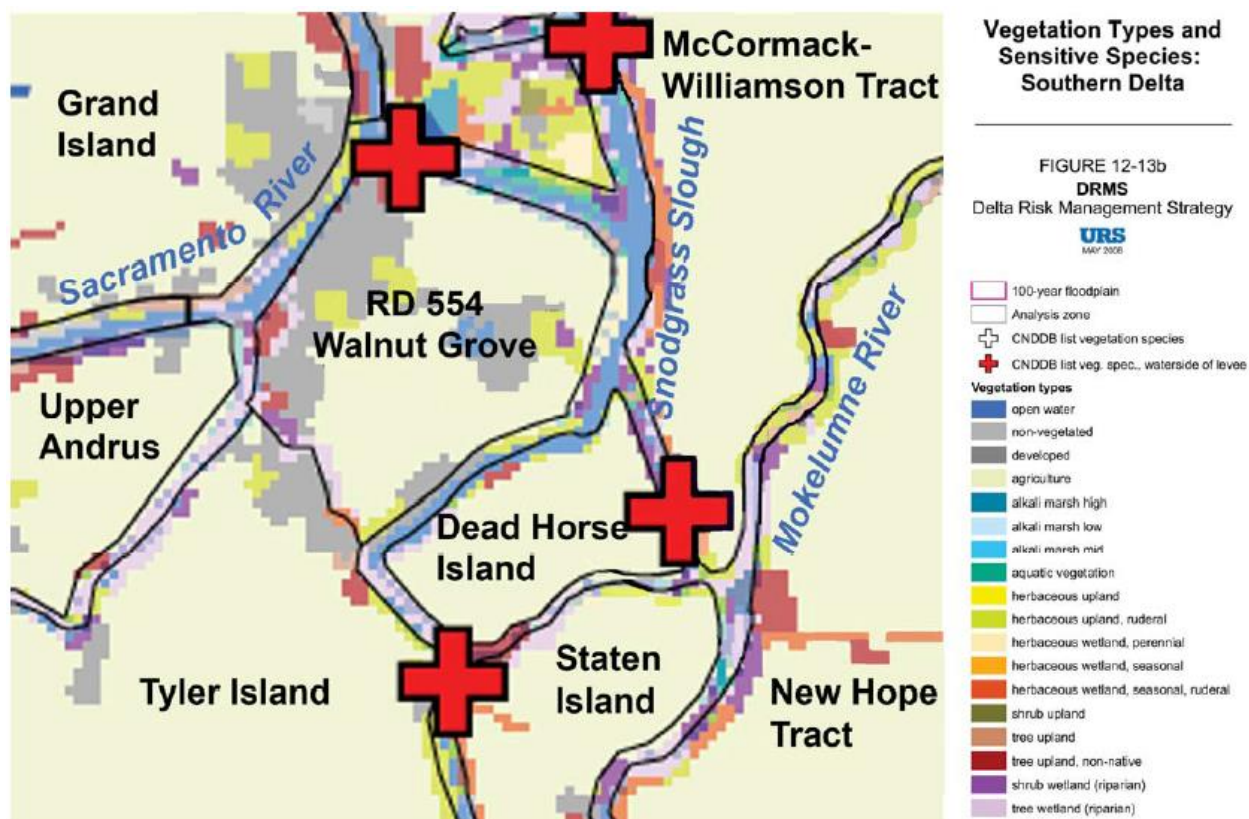 Grand
Island
McCormack-
Williamson Tract
Sacramento River
Snodgrass Slough
RD 554
Walnut Grove
Upper
Andrus
Mokelumne River
Dead Horse
Island
Tyler Island
Staten
Island
New Hope
Tract
Vegetation Types and
Sensitive Species:
Southern Delta
FIGURE 12-13b
DRMS
Delta Risk Management Strategy
URS
MAY 2008
100-year floodplain
Analysis zone
CNDDB list vegetation species
CNDDB list veg. spec., waterside of levee
Vegetation types
open water
non-vegetated
developed
agriculture
alkali marsh high
alkali marsh low
alkali marsh mid
aquatic vegetation
herbaceous upland
herbaceous upland, ruderal
herbaceous wetland, perennial
herbaceous wetland, seasonal
herbaceous wetland, seasonal, ruderal
shrub upland
tree upland
tree upland, non-native
shrub wetland (riparian)
tree wetland (riparian)